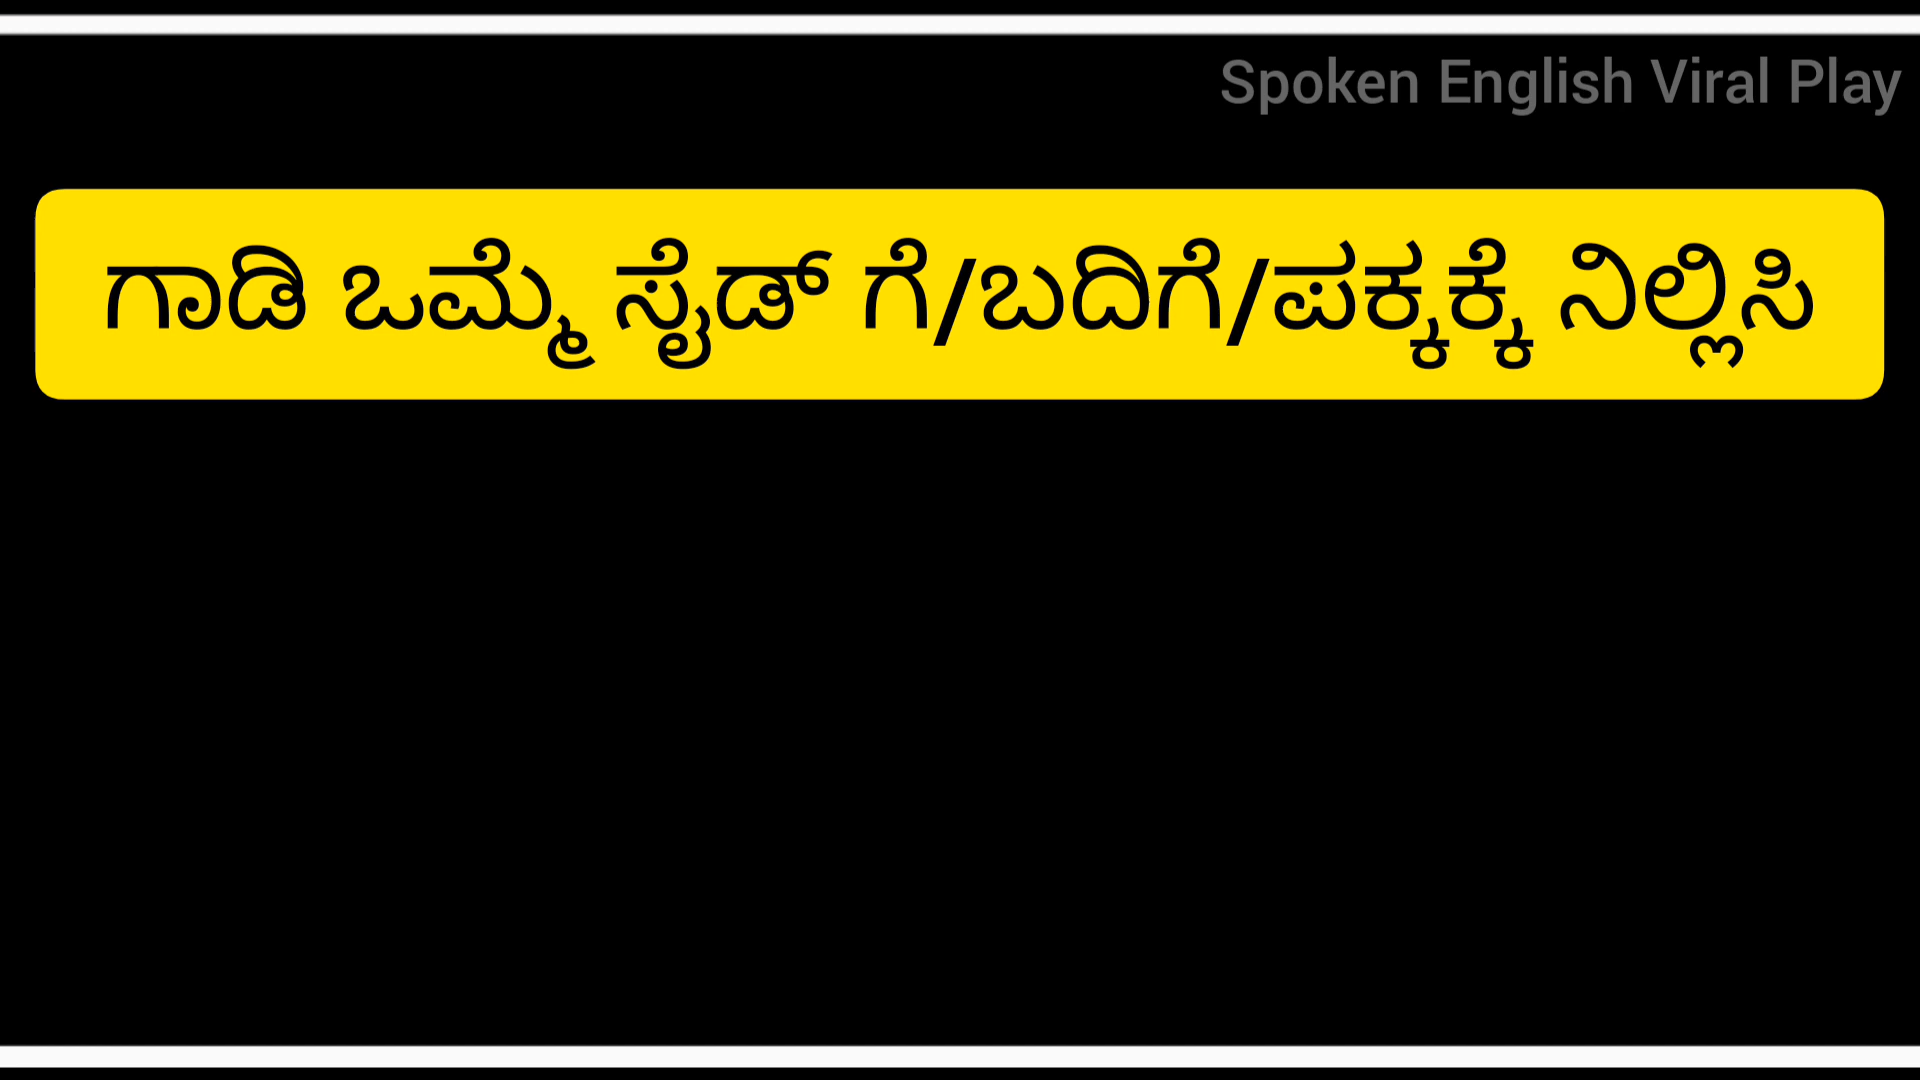 Spoken English Viral Play
ಗಾಡಿ ಒಮ್ಮೆ ಸೈಡ್ ಗೆ/ಬದಿಗೆ/ಪಕ್ಕಕ್ಕೆ ನಿಲ್ಲಿಸಿ